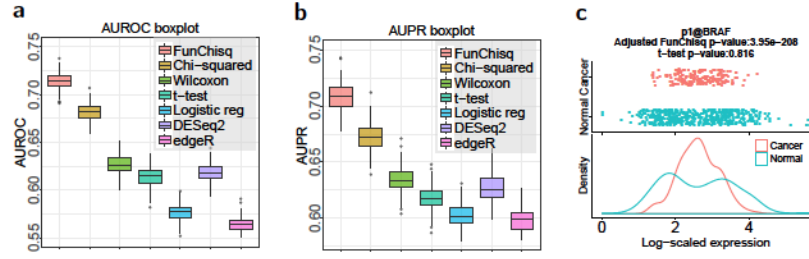 a
AUROC boxplot
AUROC
0.75
0.70
0.65
0.60
0.55
FunChisq
Chi-squared
Wilcoxon
t-test
Logistic reg
DESeq2
edgeR
b
AUPR boxplot
AUPR
0.75
0.70
0.65
0.60
FunChisq
Chi-squared
Wilcoxon
t-test
Logistic reg
DESeq2
edgeR
c
p1@BRAF
Adjusted FunChisq p-value:3.95e-208
t-test p-value:0.816
Normal Cancer
Density
Cancer
Normal
0 2 4
Log-scaled expression